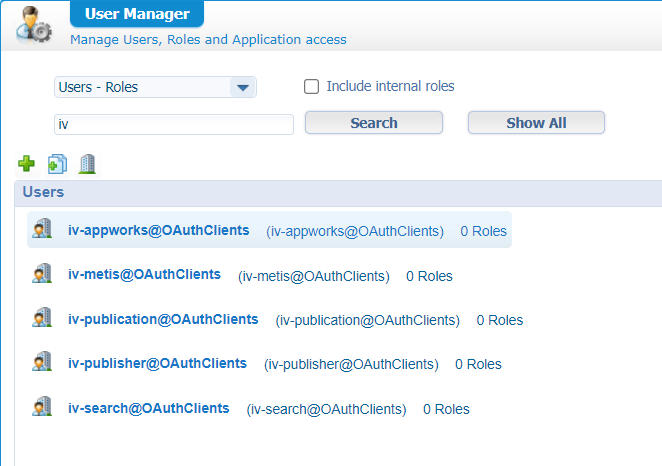 User Manager
Manage Users, Roles and Application access
Users - Roles
Include internal roles
iv
Search
Show All
Users
iv-appworks@OAuthClients (iv-appworks@OAuthClients) 0 Roles
iv-metis@OAuthClients (iv-metis@OAuthClients) 0 Roles
iv-publication@OAuthClients (iv-publication@OAuthClients) 0 Roles
iv-publisher@OAuthClients (iv-publisher@OAuthClients) 0 Roles
iv-search@OAuthClients (iv-search@OAuthClients) 0 Roles